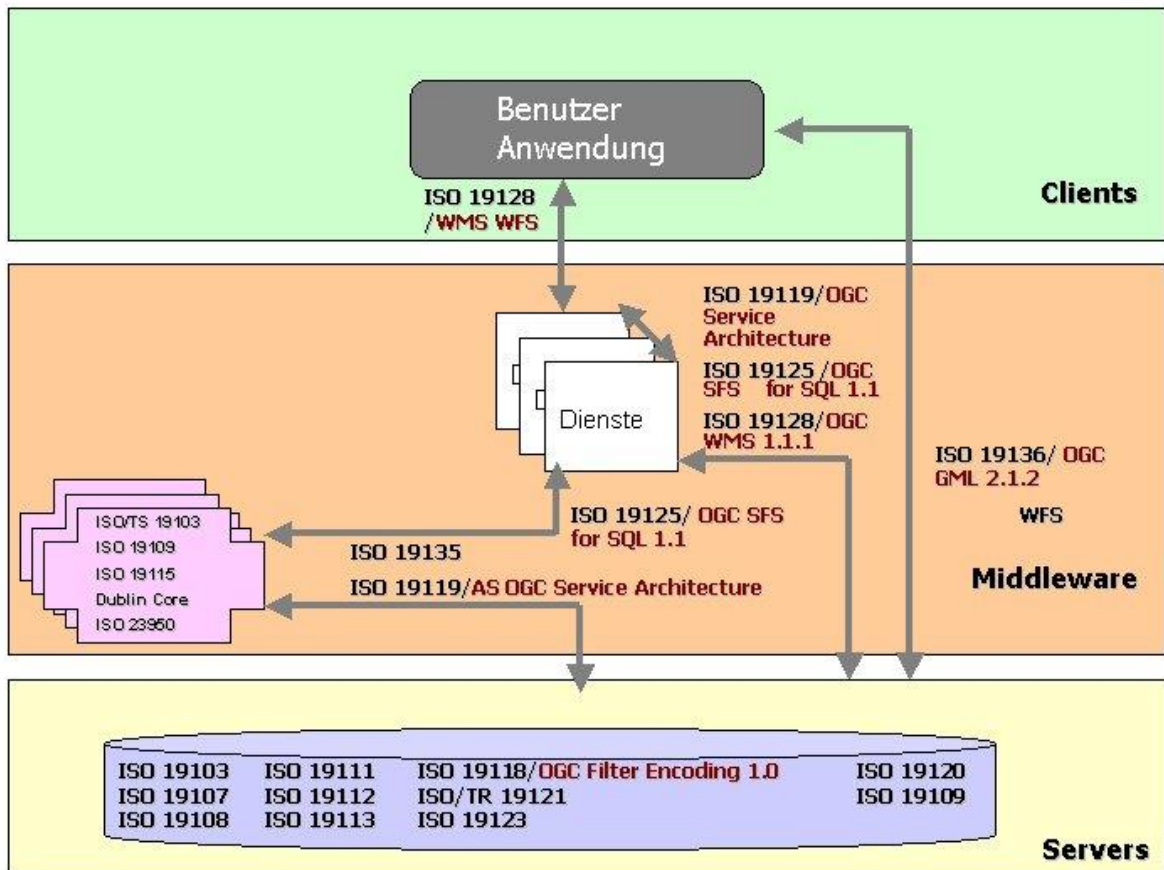 Benutzer
Anwendung
ISO 19128
/WMS WFS
Clients
ISO 19119/OGC
Service
Architecture
ISO 19125 /OGC
SFS for SQL 1.1
ISO 19128/OGC
WMS 1.1.1
Dienste
ISO 19136/ OGC
GML 2.1.2
WFS
ISO/TS 19103
ISO 19109
ISO 19115
Dublin Core
ISO 23950
ISO 19125/ OGC SFS
for SQL 1.1
ISO 19135
ISO 19119/AS OGC Service Architecture
Middleware
ISO 19103 ISO 19111 ISO 19118/OGC Filter Encoding 1.0 ISO 19120
ISO 19107 ISO 19112 ISO/TR 19121 ISO 19109
ISO 19108 ISO 19113 ISO 19123
Servers